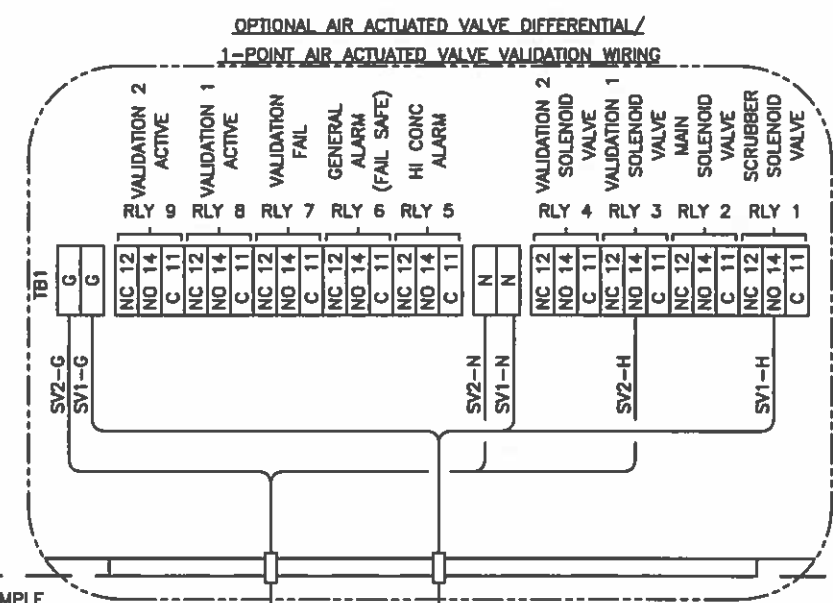 OPTIONAL AIR ACTUATED VALVE DIFFERENTIAL/
1-POINT AIR ACTUATED VALVE VALIDATION WIRING
VALIDATION 2
ACTIVE
VALIDATION 1
ACTIVE
VALIDATION
FAIL
GENERAL
ALARM
(FAIL SAFE)
HI CONC
ALARM
VALIDATION 2
SOLENOID
VALVE
VALIDATION 1
SOLENOID
VALVE
MAIN
SOLENOID
VALVE
SCRUBBER
SOLENOID
VALVE
RLY 9 RLY 8 RLY 7 RLY 6 RLY 5 RLY 4 RLY 3 RLY 2 RLY 1
TB1
G
G
NC 12
NO 14
C 11
NC 12
NO 14
C 11
NC 12
NO 14
C 11
NC 12
NO 14
C 11
NC 12
NO 14
C 11
N
N
NC 12
NO 14
C 11
NC 12
NO 14
C 11
NC 12
NO 14
C 11
NC 12
NO 14
C 11
SV2-G
SV1-G
SV2-N
SV1-N
SV2-H
SV1-H